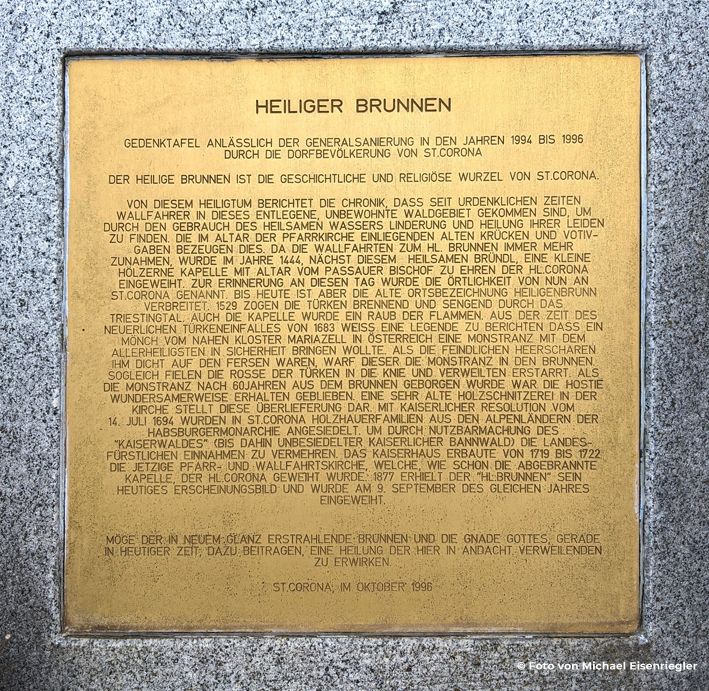 HEILIGER BRUNNEN
GEDENKTAFEL ANLÄSSLICH DER GENERALSANIERUNG IN DEN JAHREN 1994 BIS 1996
DURCH DIE DORFBEVÖLKERUNG VON ST.CORONA
DER HEILIGE BRUNNEN IST DIE GESCHICHTLICHE UND RELIGIÖSE WURZEL VON ST.CORONA.
VON DIESEM HEILIGTUM BERICHTET DIE CHRONIK, DASS SEIT URDENKLICHEN ZEITEN
WALLFAHRER IN DIESES ENTLEGENE, UNBEWOHNTE WALDGEBIET GEKOMMEN SIND, UM
DURCH DEN GEBRAUCH DES HEILSAMEN WASSERS LINDERUNG UND HEILUNG IHRER LEIDEN
ZU FINDEN. DIE IM ALTAR DER PFARRKIRCHE EINLIEGENDEN ALTEN KRÜCKEN UND VOTIV-
GABEN BEZEUGEN DIES. DA DIE WALLFAHRTEN ZUM HL. BRUNNEN IMMER MEHR
ZUNAHMEN, WURDE IM JAHRE 1444, NÄCHST DIESEM HEILSAMEN BRÜNDL, EINE KLEINE
HÖLZERNE KAPELLE MIT ALTAR VOM PASSAUER BISCHOF ZU EHREN DER HL.CORONA
EINGEWEIHT. ZUR ERINNERUNG AN DIESEN TAG WURDE DIE ÖRTLICHKEIT VON NUN AN
ST.CORONA GENANNT. BIS HEUTE IST ABER DIE ALTE ORTSBEZEICHNUNG HEILIGENBRUNN
VERBREITET. 1529 ZOGEN DIE TÜRKEN BRENNEND UND SENGEND DURCH DAS
TRIESTINGTAL. AUCH DIE KAPELLE WURDE EIN RAUB DER FLAMMEN. AUS DER ZEIT DES
NEUERLICHEN TÜRKENEINFALLES VON 1683 WEISS EINE LEGENDE ZU BERICHTEN DASS EIN
MÖNCH VOM NAHEN KLOSTER MARIAZELL IN ÖSTERREICH EINE MONSTRANZ MIT DEM
ALLERHEILIGSTEN IN SICHERHEIT BRINGEN WOLLTE. ALS DIE FEINDLICHEN HEERSCHAREN
IHM DICHT AUF DEN FERSEN WAREN, WARF DIESER DIE MONSTRANZ IN DEN BRUNNEN.
SOGLEICH FIELEN DIE ROSSE DER TÜRKEN IN DIE KNIE UND VERWEILTEN ERSTARRT. ALS
DIE MONSTRANZ NACH 60JAHREN AUS DEM BRUNNEN GEBORGEN WURDE WAR DIE HOSTIE
WUNDERSAMERWEISE ERHALTEN GEBLIEBEN. EINE SEHR ALTE HOLZSCHNITZEREI IN DER
KIRCHE STELLT DIESE ÜBERLIEFERUNG DAR. MIT KAISERLICHER RESOLUTION VOM
14. JULI 1694 WURDEN IN ST.CORONA HOLZHAUERFAMILIEN AUS DEN ALPENLÄNDERN DER
HABSBURGERMONARCHIE ANGESIEDELT. UM DURCH NUTZBARMACHUNG DES
"KAISERWALDES" (BIS DAHIN UNBESIEDELTER KAISERLICHER BANNWALD) DIE LANDES-
FÜRSTLICHEN EINNAHMEN ZU VERMEHREN. DAS KAISERHAUS ERBAUTE VON 1719 BIS 1722
DIE JETZIGE PFARR- UND WALLFAHRTSKIRCHE, WELCHE, WIE SCHON DIE ABGEBRANNTE
KAPELLE, DER HL.CORONA GEWEIHT WURDE. 1877 ERHIELT DER "HL.BRUNNEN" SEIN
HEUTIGES ERSCHEINUNGSBILD UND WURDE AM 9. SEPTEMBER DES GLEICHEN JAHRES
EINGEWEIHT.
MÖGE DER IN NEUEM GLANZ ERSTRAHLENDE BRUNNEN UND DIE GNADE GOTTES, GERADE
IN HEUTIGER ZEIT, DAZU BEITRAGEN, EINE HEILUNG DER HIER IN ANDACHT VERWEILENDEN
ZU ERWIRKEN.
ST.CORONA, IM OKTOBER 1996
© Foto von Michael Eisenriegler